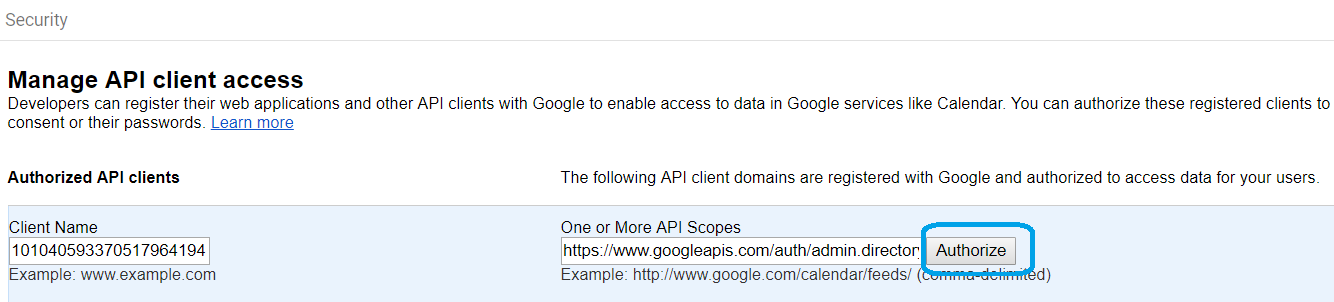 Security
Manage API client access
Developers can register their web applications and other API clients with Google to enable access to data in Google services like Calendar. You can authorize these registered clients to
consent or their passwords. Learn more
Authorized API clients
The following API client domains are registered with Google and authorized to access data for your users.
Client Name
One or More API Scopes
101040593370517964194
https://www.googleapis.com/auth/admin.directory
Authorize
Example: www.example.com
Example: http://www.google.com/calendar/feeds/ (comma-delimited)